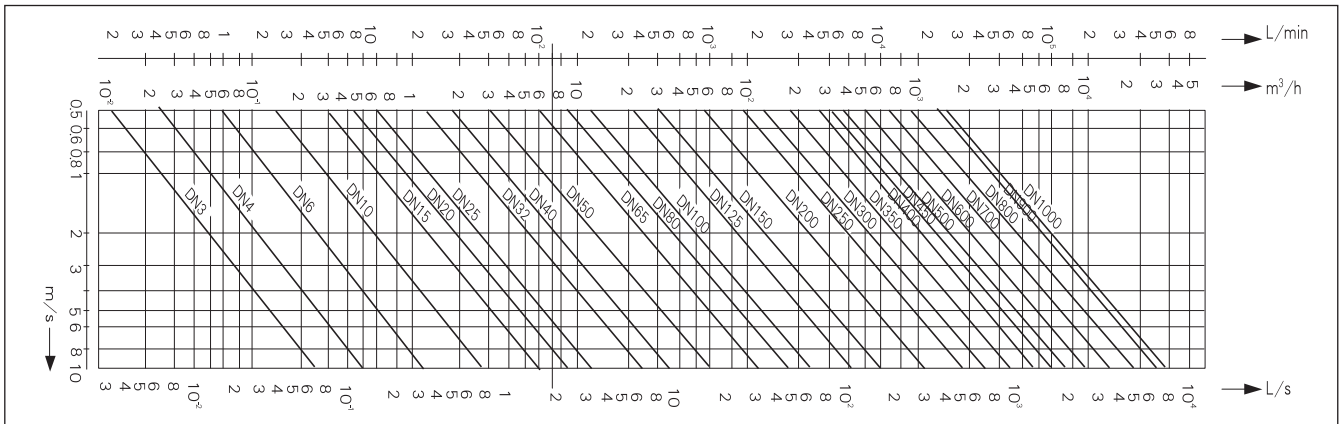 2 3 4 5 6 8 1 2 3 4 5 6 8 10 2 3 4 5 6 8 10² 2 3 4 5 6 8 10³ 2 3 4 5 6 8 10⁴ 2 3 4 5 6 8 10⁵ 2 3 4 5 6 8 L/min
10⁻² 2 3 4 5 6 8 10⁻¹ 2 3 4 5 6 8 1 2 3 4 5 6 8 10 2 3 4 5 6 8 10² 2 3 4 5 6 8 10³ 2 3 4 5 6 8 10⁴ 2 3 4 5 m³/h
0,5
0,6
0,8
1
2
3
5
6
8
10
m/s
DN3 DN4 DN6 DN10 DN15 DN20 DN25 DN32 DN40 DN50 DN65 DN80 DN100 DN125 DN150 DN200 DN250 DN300 DN350 DN400 DN500 DN600 DN700 DN800 DN1000
3 4 5 6 8 10⁻² 2 3 4 5 6 8 10⁻¹ 2 3 4 5 6 8 1 2 3 4 5 6 8 10 2 3 4 5 6 8 10² 2 3 4 5 6 8 10³ 2 3 4 5 6 8 10⁴ L/s